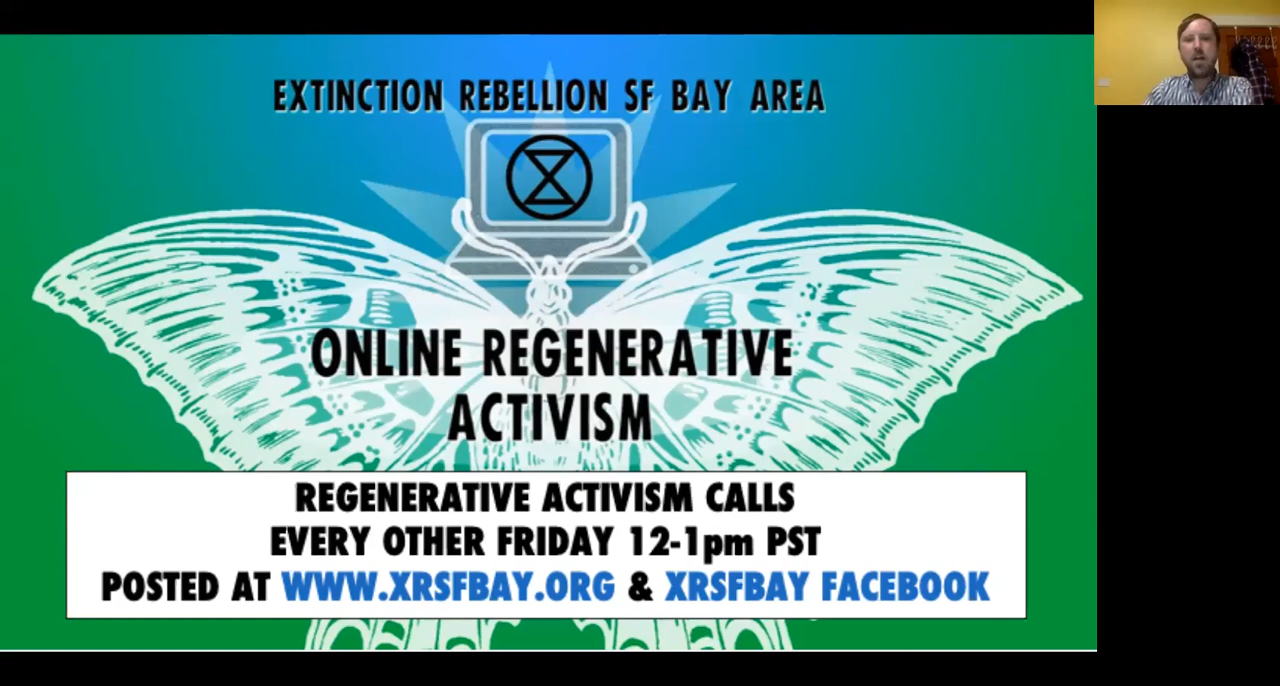 EXTINCTION REBELLION SF BAY AREA
ONLINE REGENERATIVE
ACTIVISM
REGENERATIVE ACTIVISM CALLS
EVERY OTHER FRIDAY 12-1pm PST
POSTED AT WWW.XRSFBAY.ORG & XRSFBAY FACEBOOK